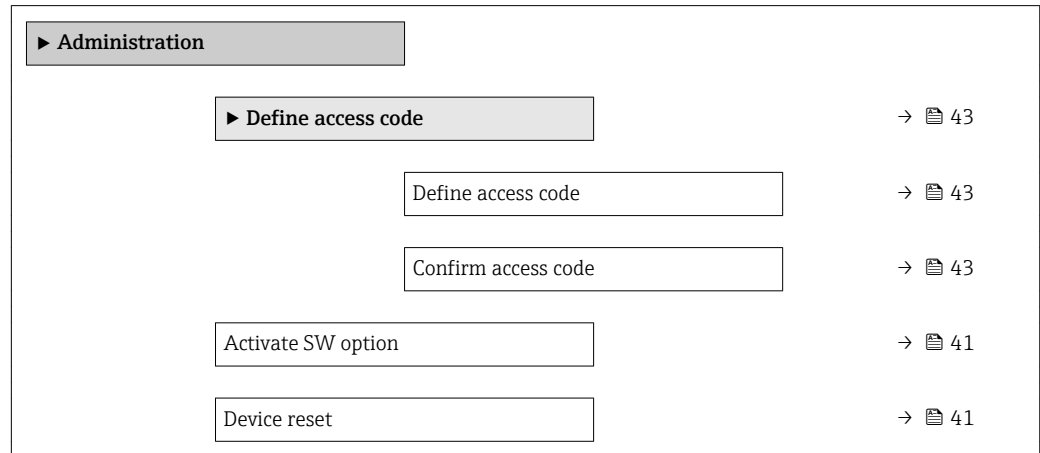 ▶ Administration
▶ Define access code → 🖹 43
Define access code → 🖹 43
Confirm access code → 🖹 43
Activate SW option → 🖹 41
Device reset → 🖹 41